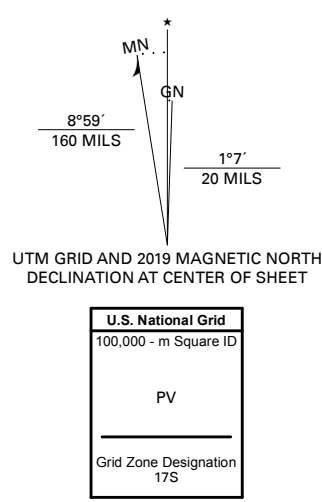 MN
GN
8°59´
160 MILS
1°7´
20 MILS
UTM GRID AND 2019 MAGNETIC NORTH
DECLINATION AT CENTER OF SHEET
U.S. National Grid
100,000 - m Square ID
PV
Grid Zone Designation
17S